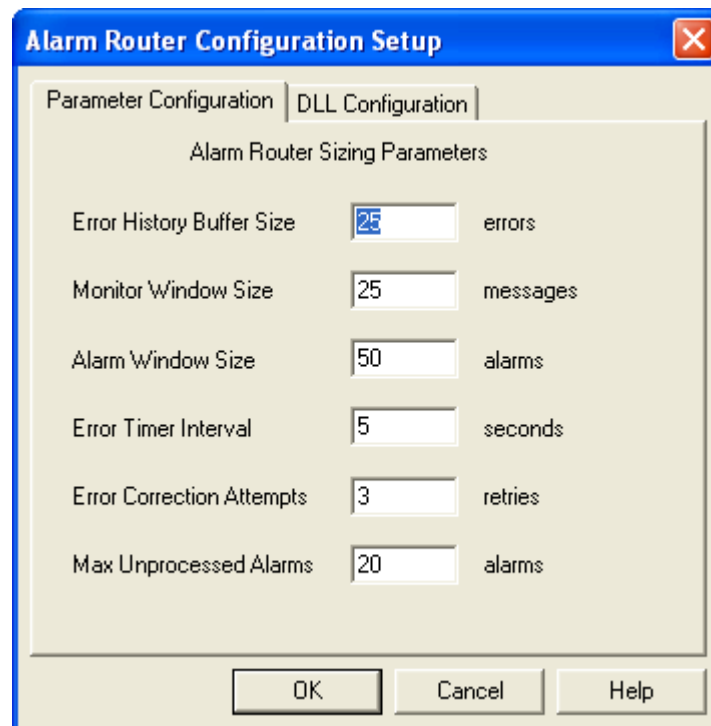 Alarm Router Configuration Setup
Parameter Configuration DLL Configuration
Alarm Router Sizing Parameters
Error History Buffer Size 25 errors
Monitor Window Size 25 messages
Alarm Window Size 50 alarms
Error Timer Interval 5 seconds
Error Correction Attempts 3 retries
Max Unprocessed Alarms 20 alarms
OK Cancel Help